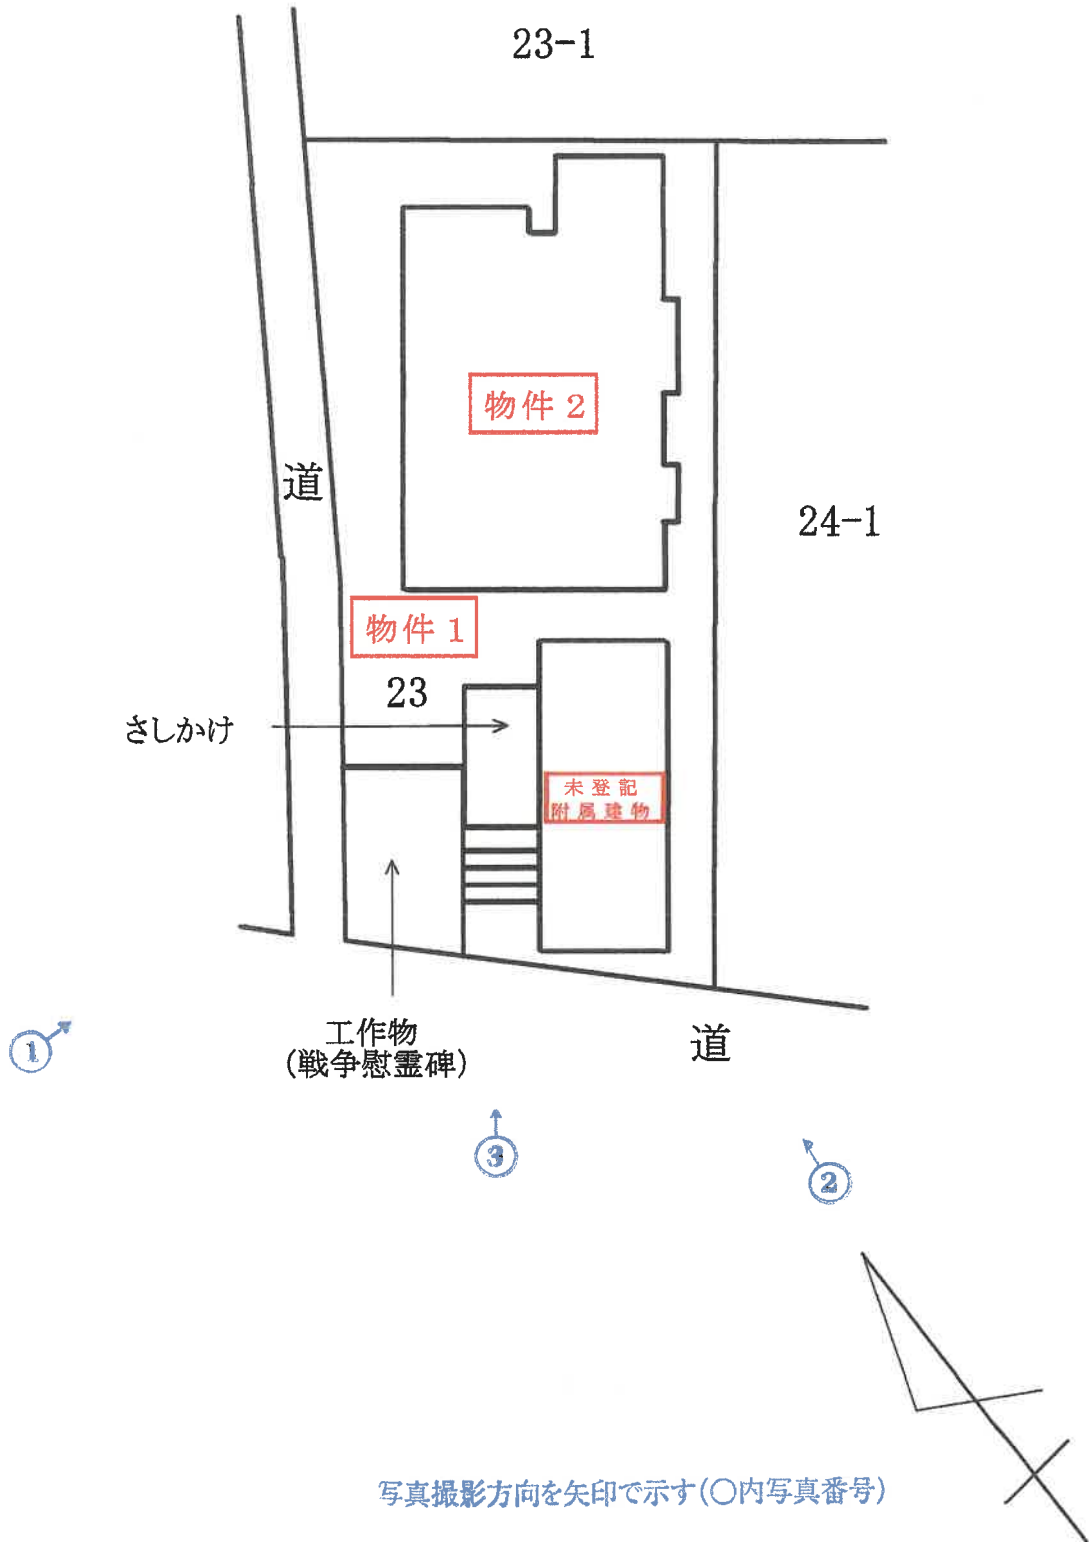 23-1
物件 2
道
24-1
物件 1
23
さしかけ
未登記
附属建物
工作物
(戦争慰霊碑)
道
1
3
2
写真撮影方向を矢印で示す(○内写真番号)